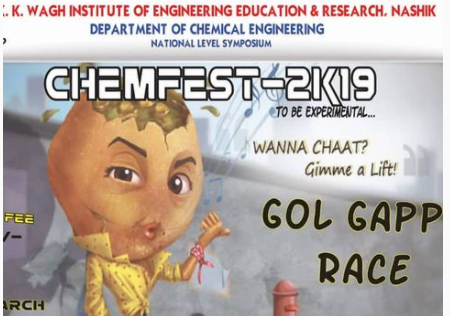 . K. WAGH INSTITUTE OF ENGINEERING EDUCATION & RESEARCH, NASHIK
DEPARTMENT OF CHEMICAL ENGINEERING
NATIONAL LEVEL SYMPOSIUM
CHEMFEST-2K19
TO BE EXPERIMENTAL...
WANNA CHAAT?
Gimme a Lift!
GOL GAPP
RACE
FEE
/-
ARCH